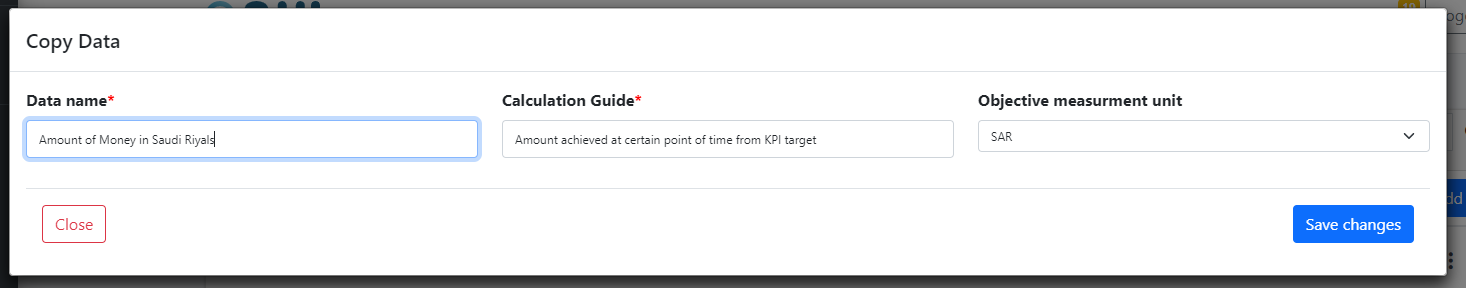 10
Copy Data
Data name* Calculation Guide* Objective measurment unit
Amount of Money in Saudi Riyals Amount achieved at certain point of time from KPI target SAR
Close Save changes